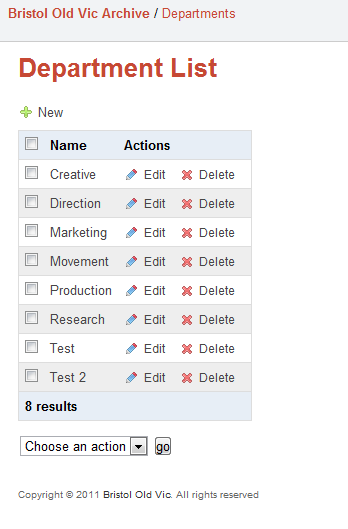 Bristol Old Vic Archive / Departments
Department List
New
Name Actions
Creative Edit Delete
Direction Edit Delete
Marketing Edit Delete
Movement Edit Delete
Production Edit Delete
Research Edit Delete
Test Edit Delete
Test 2 Edit Delete
8 results
Choose an action go
Copyright © 2011 Bristol Old Vic. All rights reserved